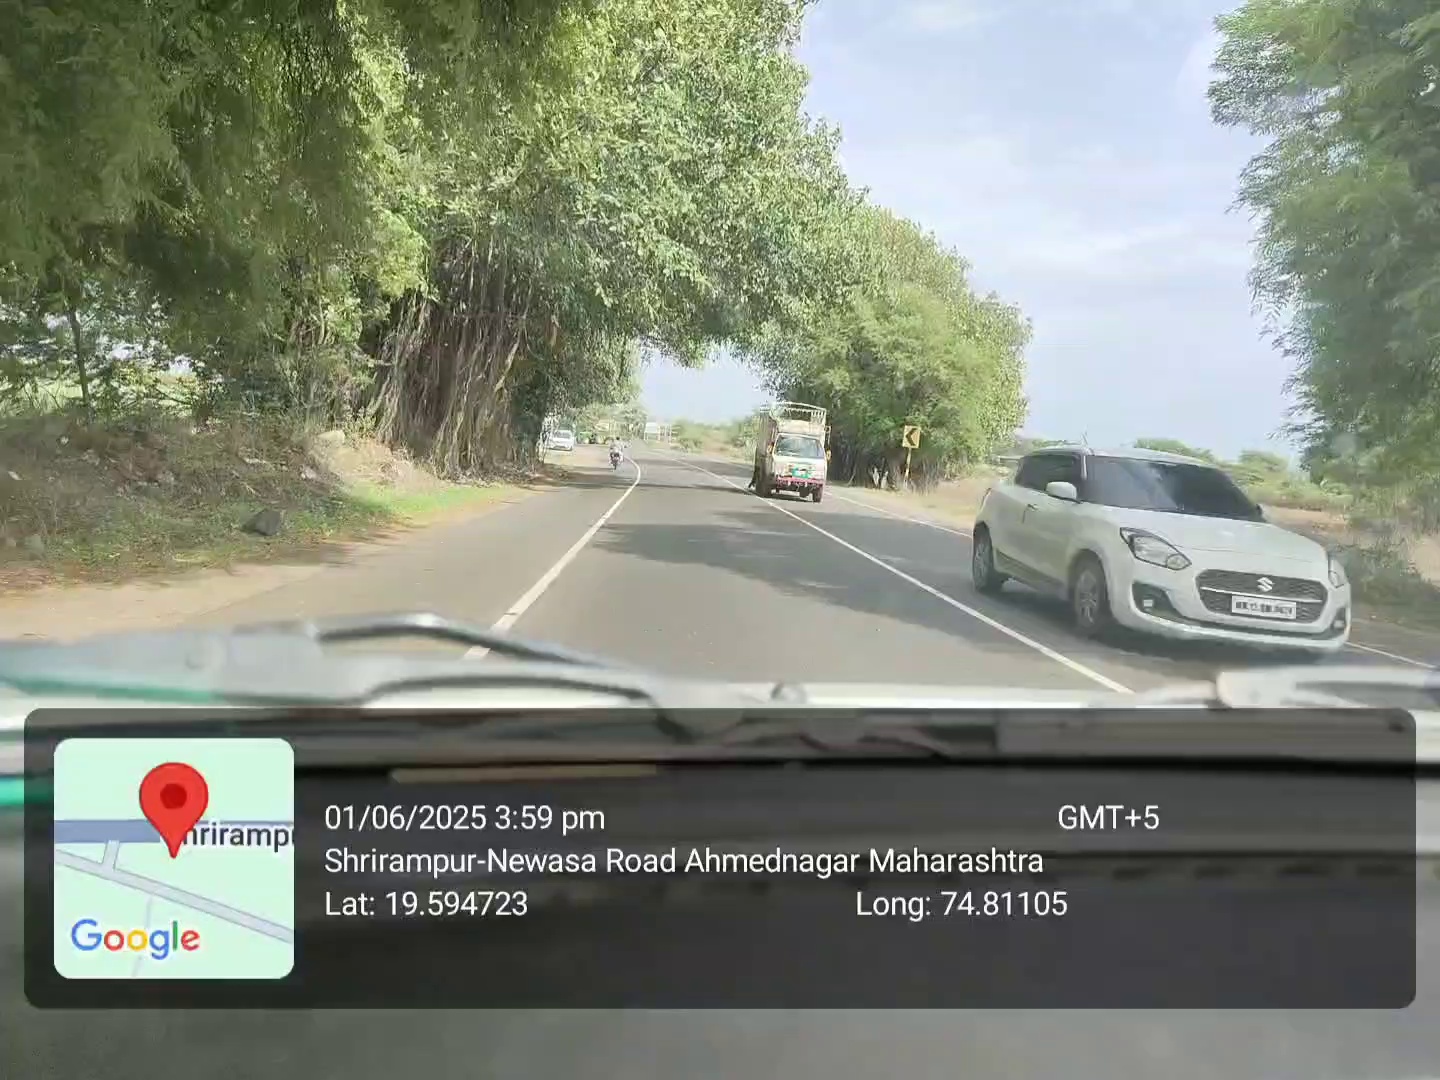 hrirampu
Google
01/06/2025 3:59 pm
GMT+5
Shrirampur-Newasa Road Ahmednagar Maharashtra
Lat: 19.594723
Long: 74.81105